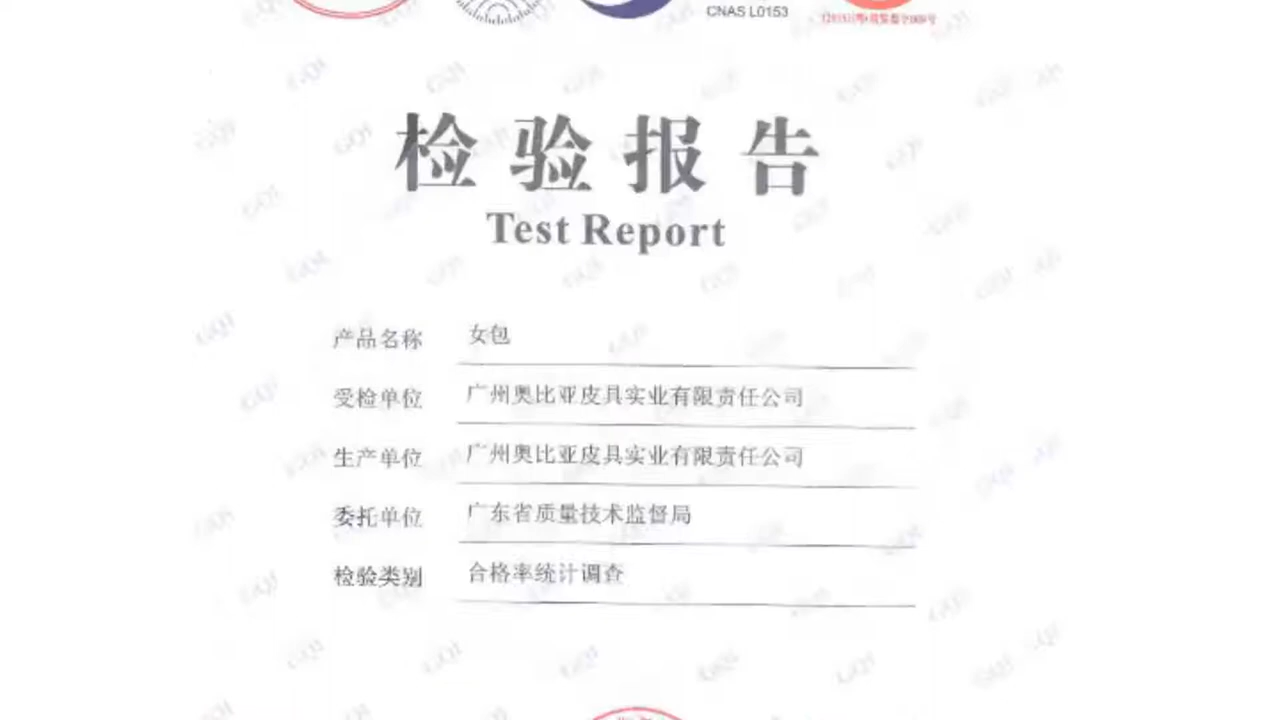 CNAS L0153
检验报告
Test Report
产品名称 女包
受检单位 广州奥比亚皮具实业有限责任公司
生产单位 广州奥比亚皮具实业有限责任公司
委托单位 广东省质量技术监督局
检验类别 合格率统计调查